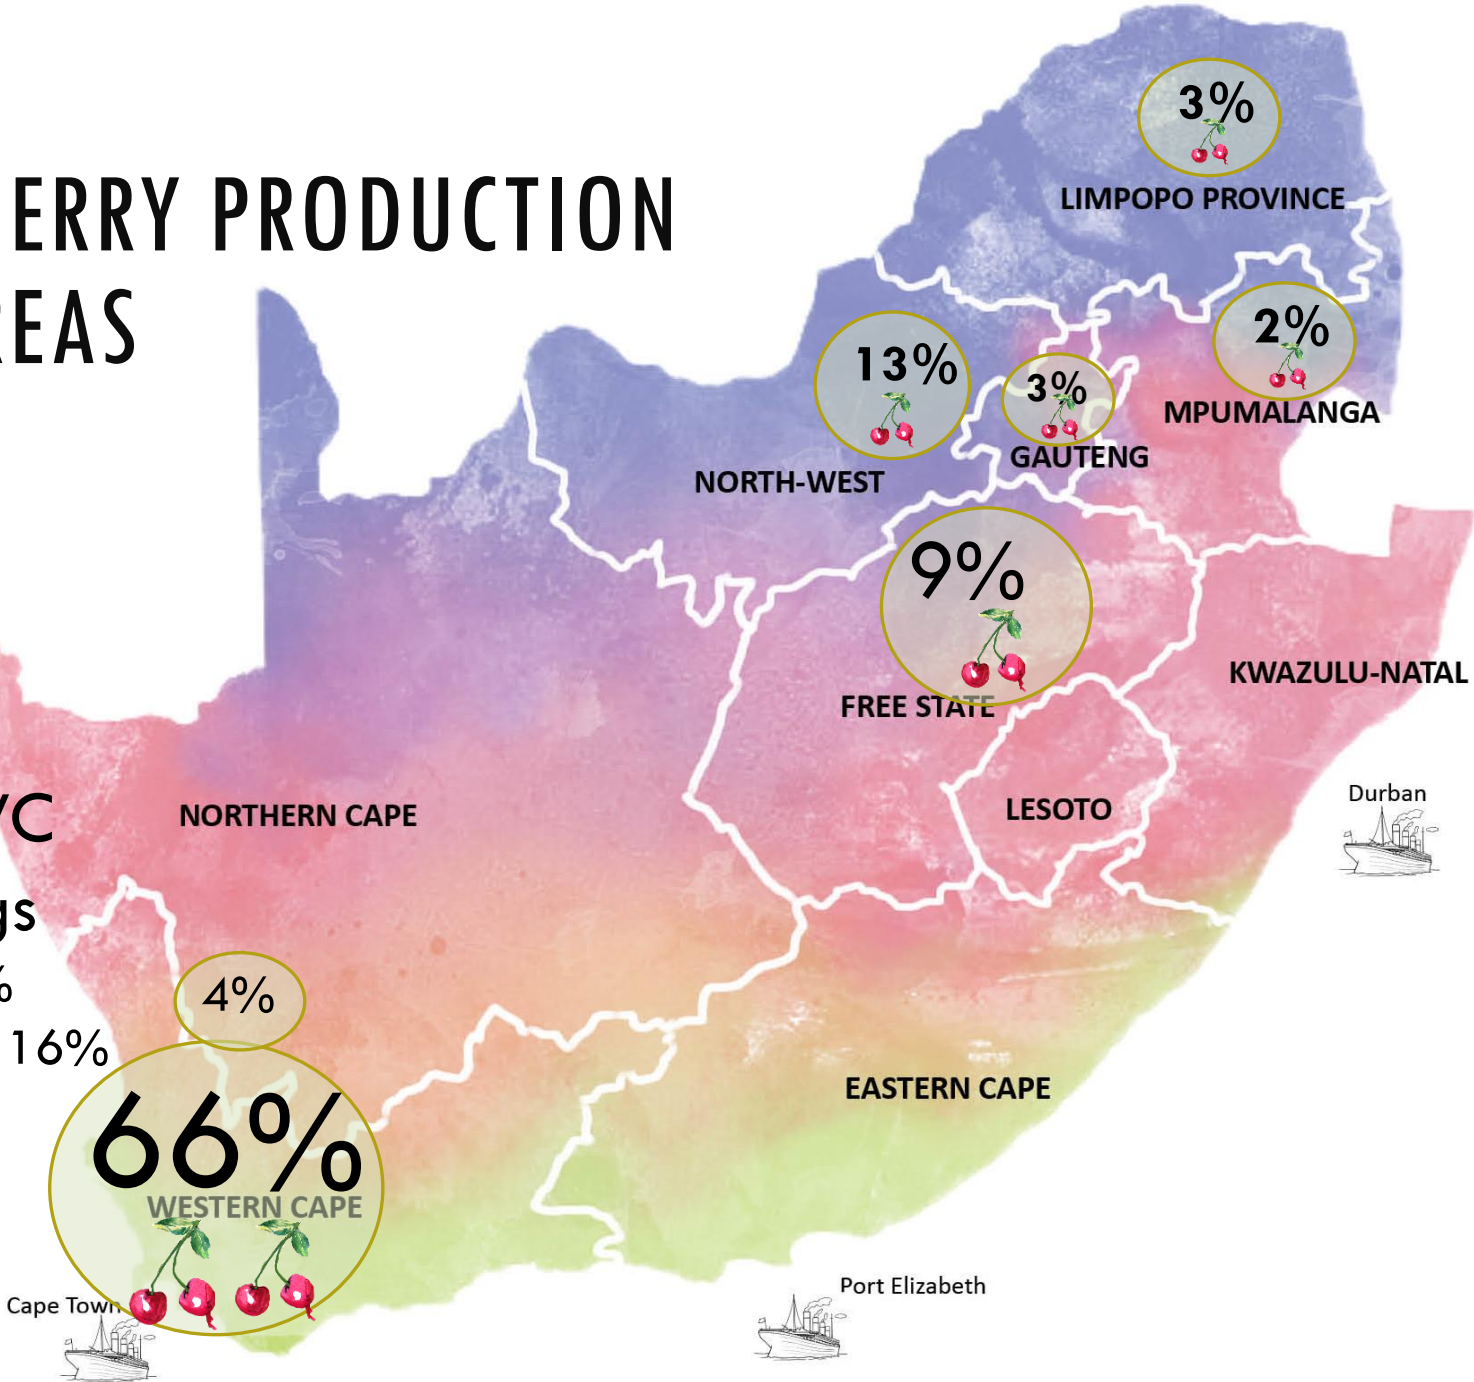 ERRY PRODUCTION
REAS
3%
LIMPOPO PROVINCE
2%
MPUMALANGA
13%
3%
GAUTENG
NORTH-WEST
9%
FREE STATE
KWAZULU-NATAL
LESOTO
Durban
NORTHERN CAPE
/C
gs
%
16%
4%
66%
WESTERN CAPE
EASTERN CAPE
Cape Town
Port Elizabeth